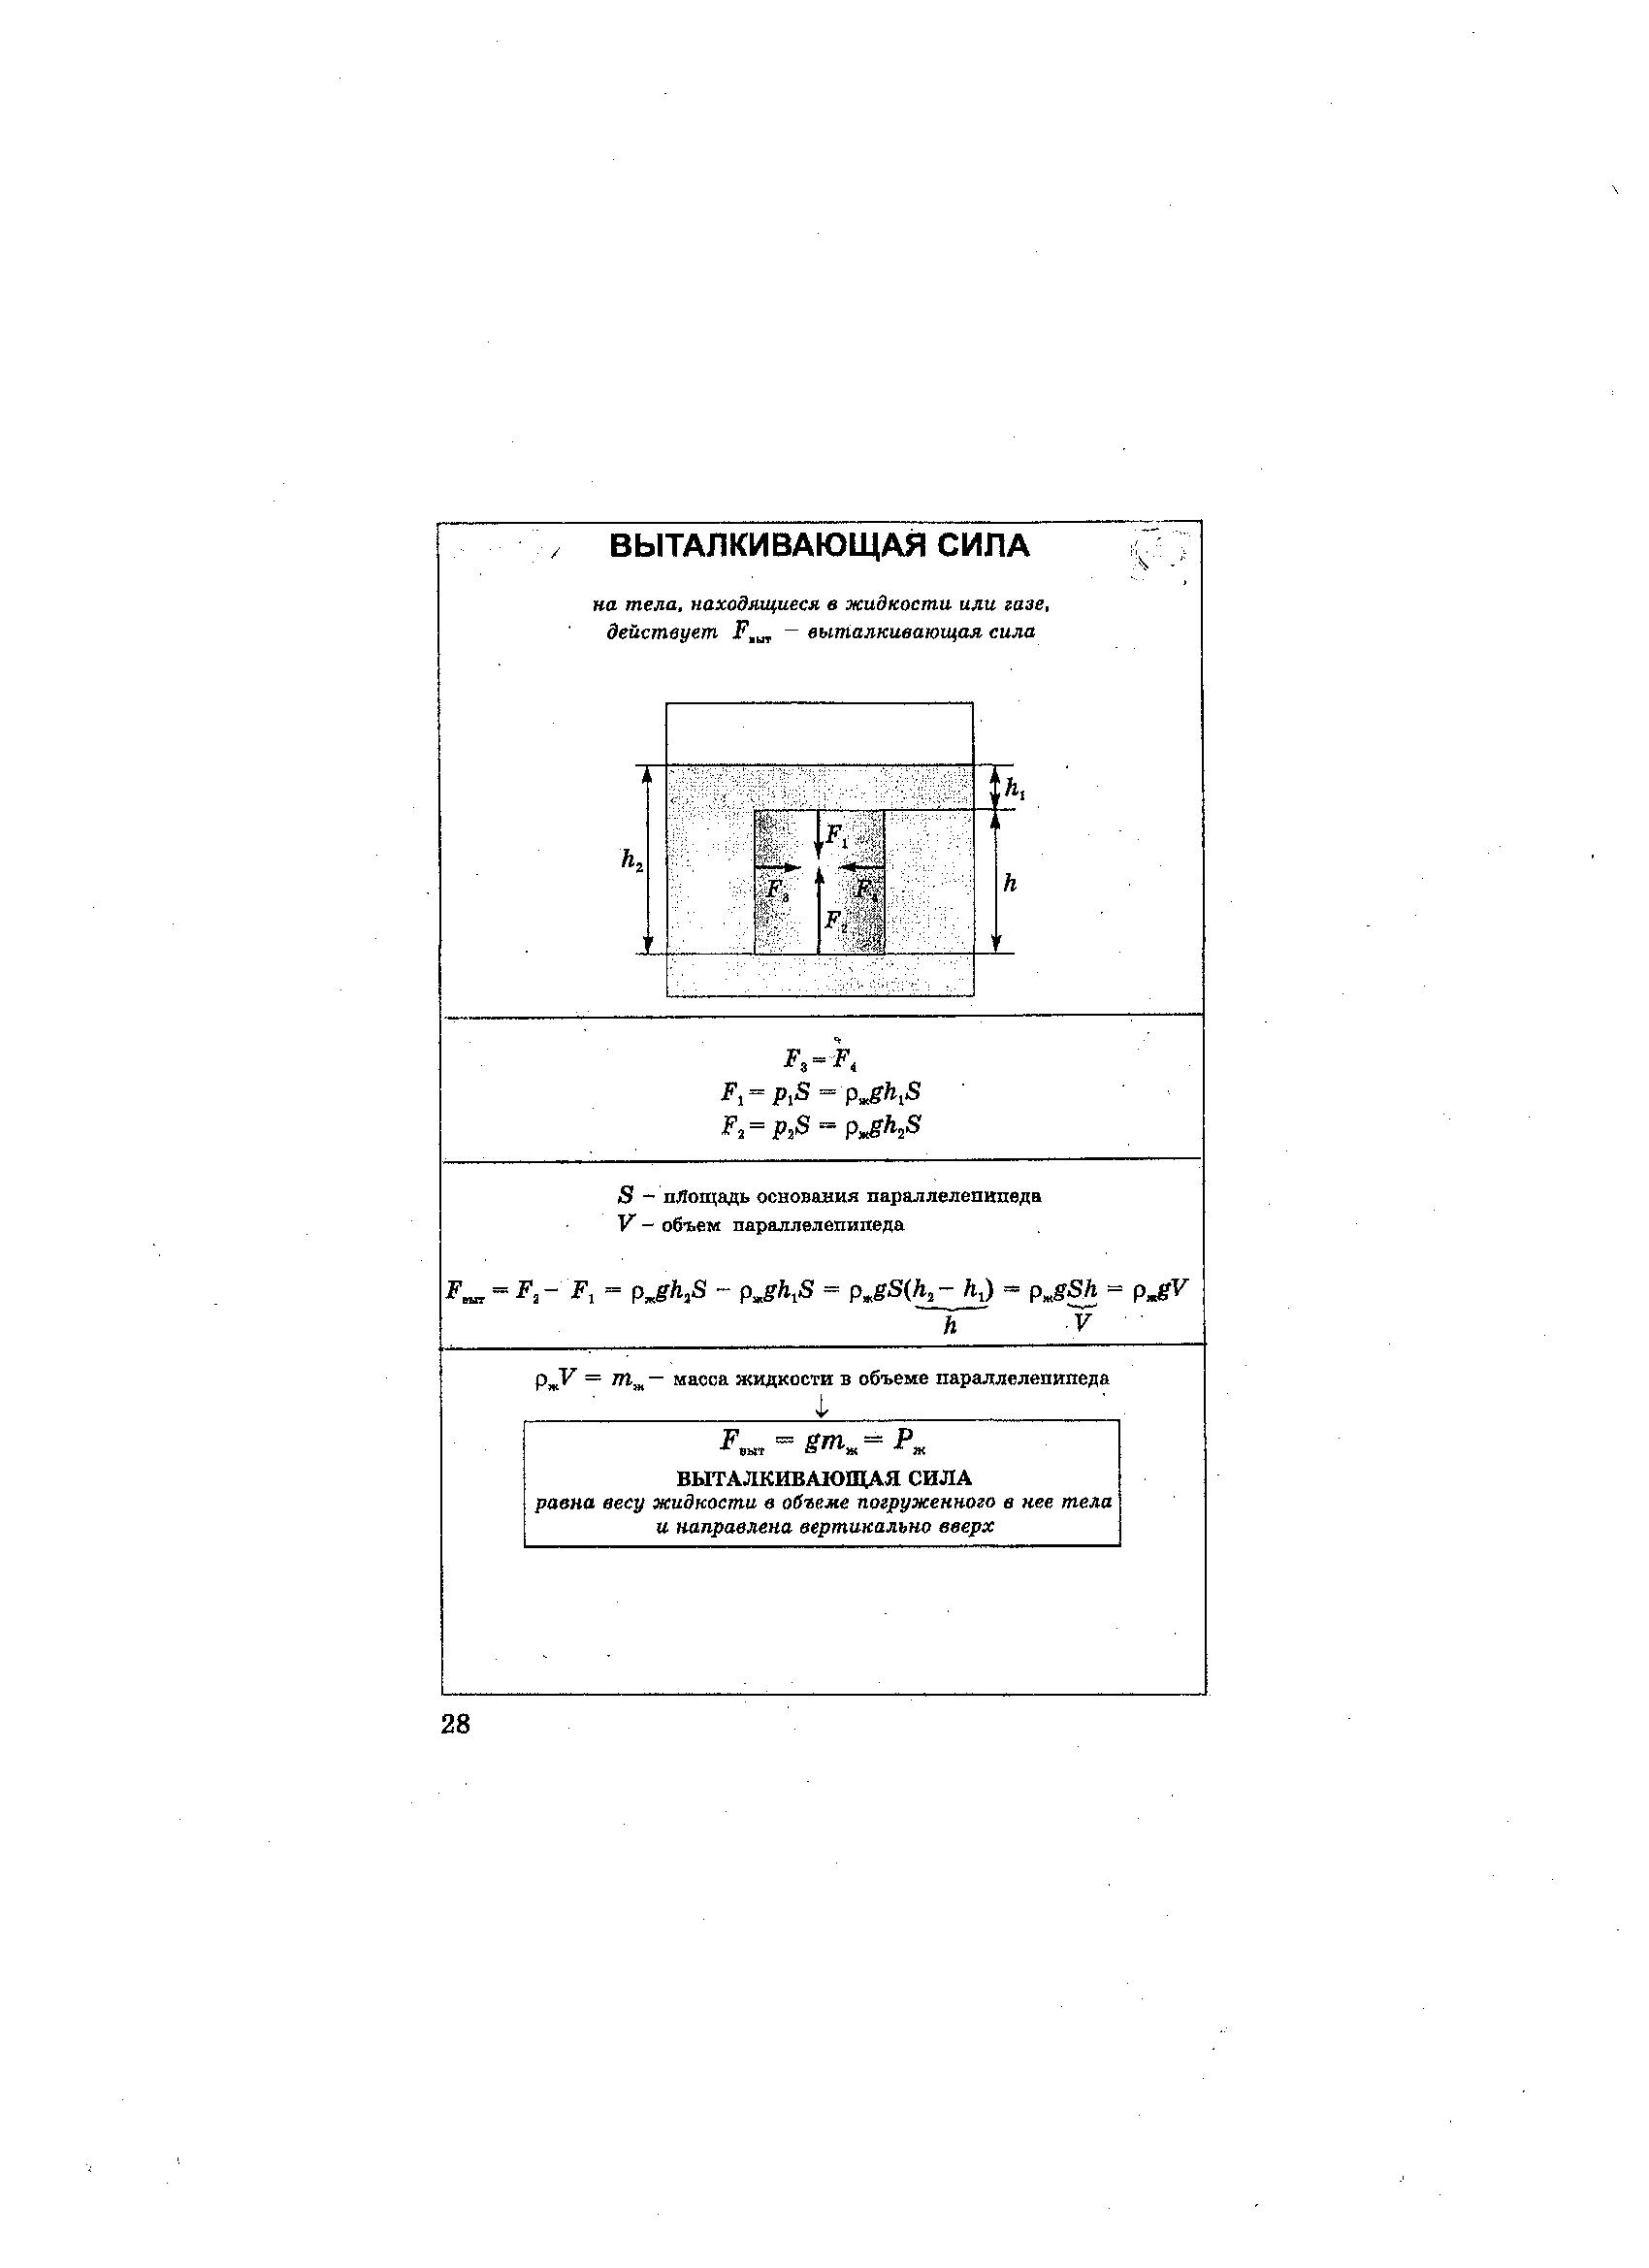 ВЫТАЛКИВАЮЩАЯ СИЛА
на тела, находящиеся в жидкости или газе,
действует Fвыт – выталкивающая сила
h₁
F₁
h₂
h
F₃
F₄
F₂
F₃ = F₄
F₁ = p₁S = ρжgh₁S
F₂ = p₂S = ρжgh₂S
S – площадь основания параллелепипеда
V – объем параллелепипеда
Fвыт = F₂ – F₁ = ρжgh₂S – ρжgh₁S = ρжgS(h₂ – h₁) = ρжgSh = ρжgV
h V
ρжV = mж – масса жидкости в объеме параллелепипеда
↓
Fвыт = gmж = Pж
ВЫТАЛКИВАЮЩАЯ СИЛА
равна весу жидкости в объеме погруженного в нее тела
и направлена вертикально вверх
28